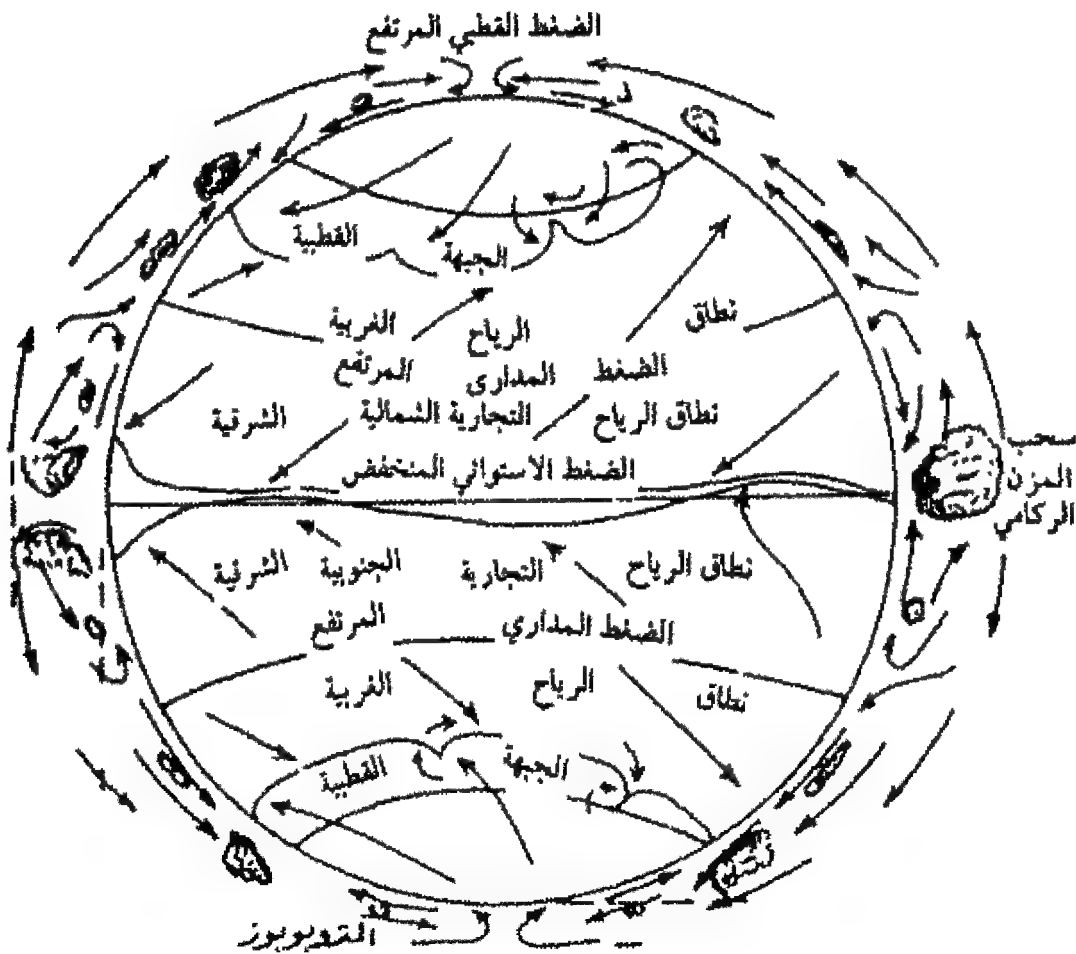 الضغط القطبي المرتفع
الجبهة القطبية
نطاق الرياح الغربية
الضغط المداري المرتفع
نطاق الرياح التجارية الشمالية الشرقية
الضغط الاستوائي المنخفض
سحب
المزن
الركامي
نطاق الرياح التجارية الجنوبية الشرقية
الضغط المداري المرتفع
نطاق الرياح الغربية
الجبهة القطبية
التروبوبوز